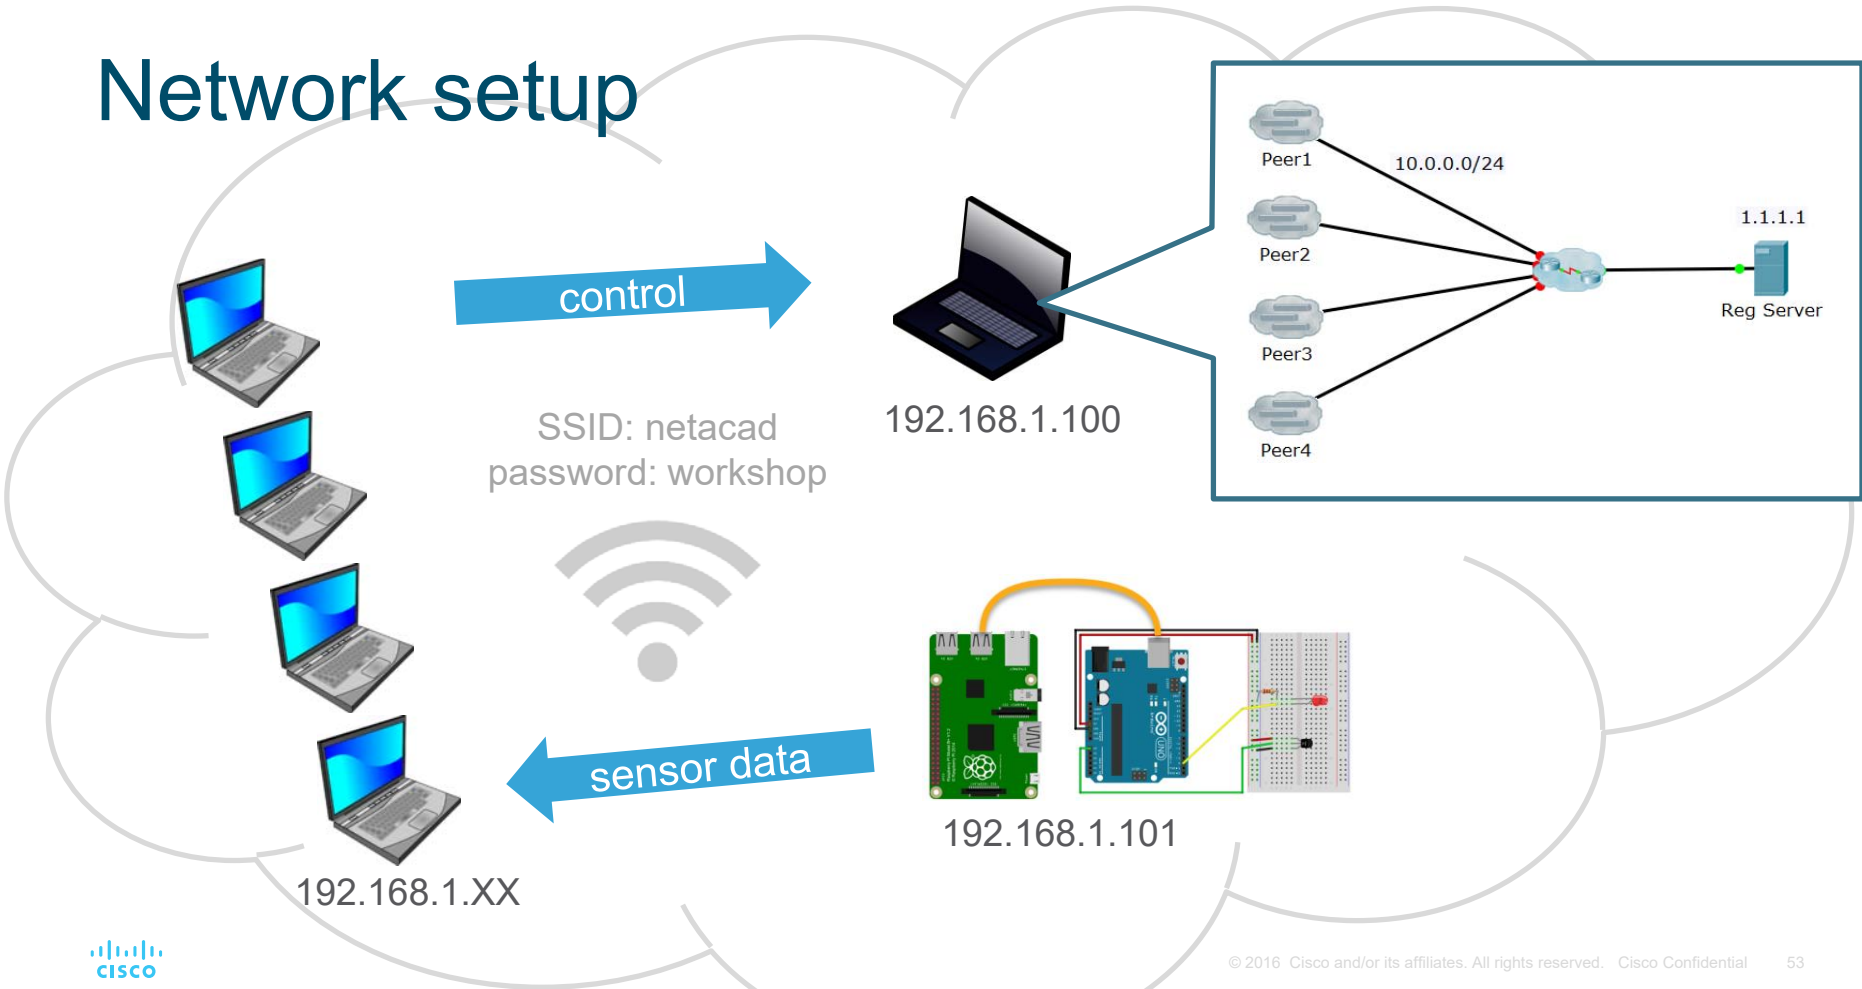 Network setup
Peer1
10.0.0.0/24
Peer2
1.1.1.1
Reg Server
Peer3
Peer4
control
SSID: netacad
password: workshop
192.168.1.100
sensor data
192.168.1.101
192.168.1.XX
CISCO
© 2016 Cisco and/or its affiliates. All rights reserved. Cisco Confidential 53